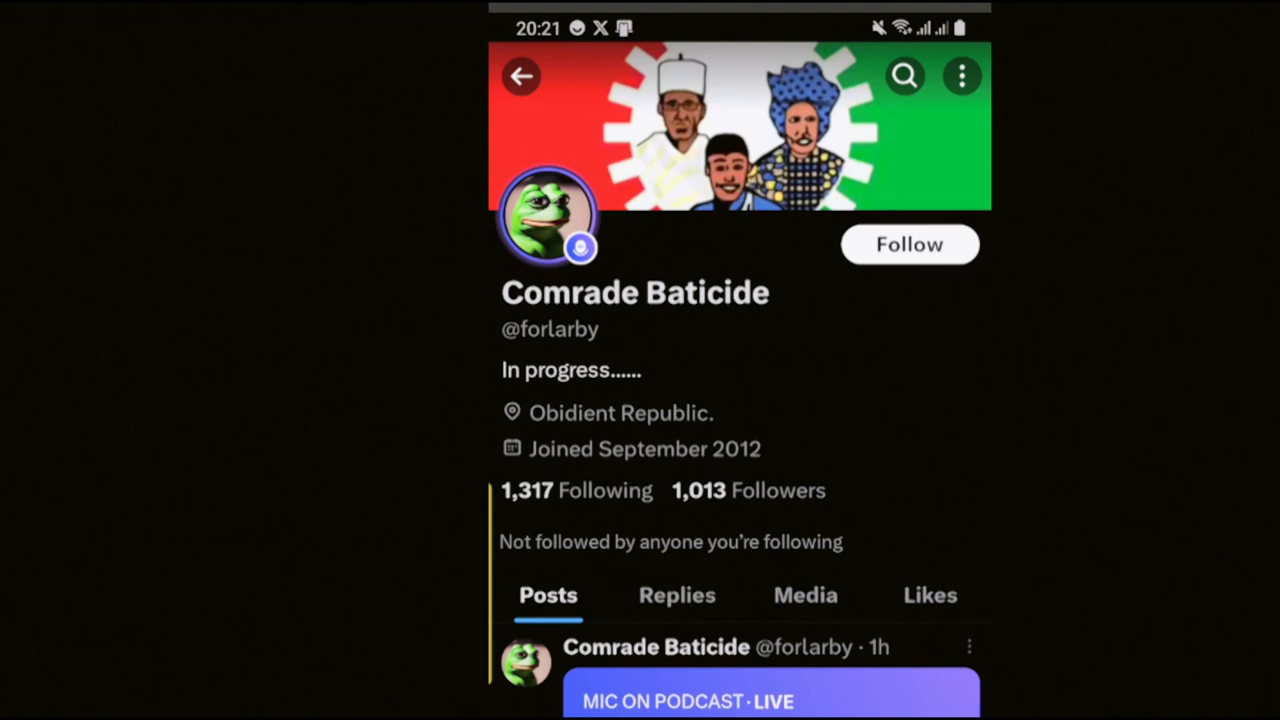 20:21
Follow
Comrade Baticide
@forlarby
In progress......
Obidient Republic.
Joined September 2012
1,317 Following 1,013 Followers
Not followed by anyone you're following
Posts Replies Media Likes
Comrade Baticide @forlarby · 1h
MIC ON PODCAST · LIVE